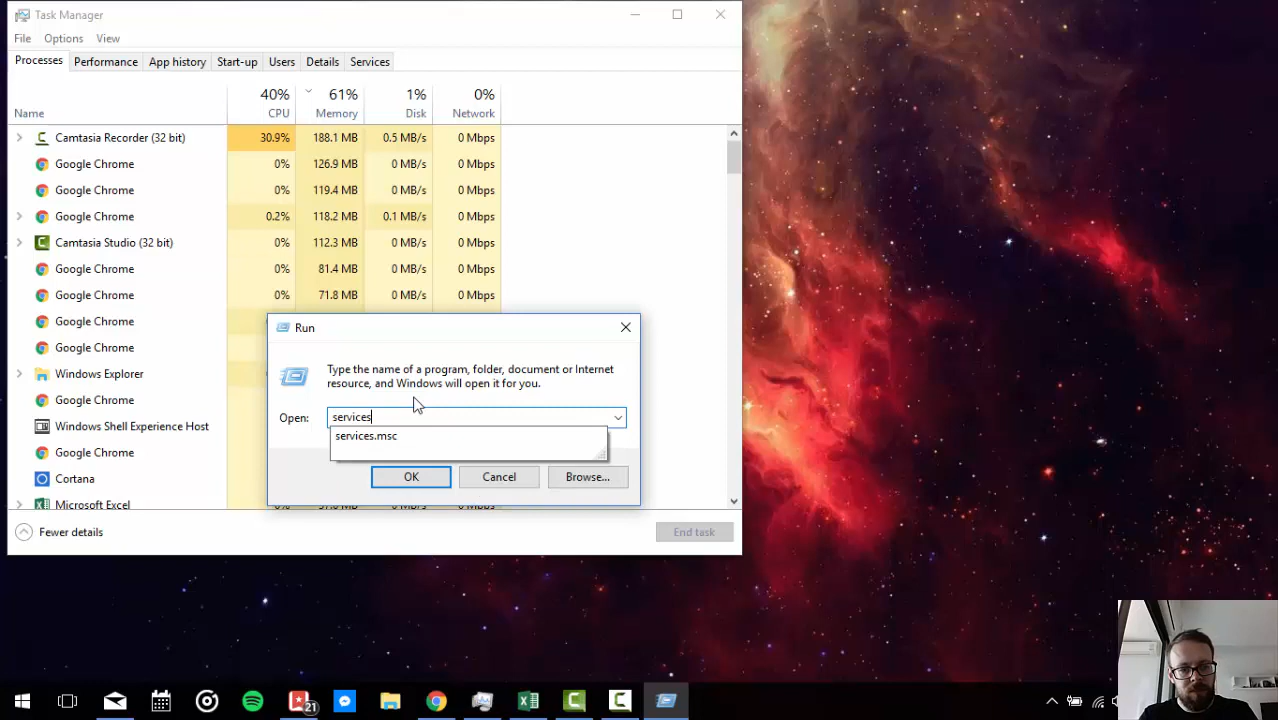 Task Manager
File Options View
Processes Performance App history Start-up Users Details Services
40% 61% 1% 0%
Name CPU Memory Disk Network
Camtasia Recorder (32 bit) 30.9% 188.1 MB 0.5 MB/s 0 Mbps
Google Chrome 0% 126.9 MB 0 MB/s 0 Mbps
Google Chrome 0% 119.4 MB 0 MB/s 0 Mbps
Google Chrome 0.2% 118.2 MB 0.1 MB/s 0 Mbps
Camtasia Studio (32 bit) 0% 112.3 MB 0 MB/s 0 Mbps
Google Chrome 0% 81.4 MB 0 MB/s 0 Mbps
Google Chrome 0% 71.8 MB 0 MB/s 0 Mbps
Google Chrome
Google Chrome
Windows Explorer
Google Chrome
Windows Shell Experience Host
Google Chrome
Cortana
Microsoft Excel
Run
Type the name of a program, folder, document or Internet
resource, and Windows will open it for you.
Open: services
services.msc
OK Cancel Browse...
Fewer details End task
21